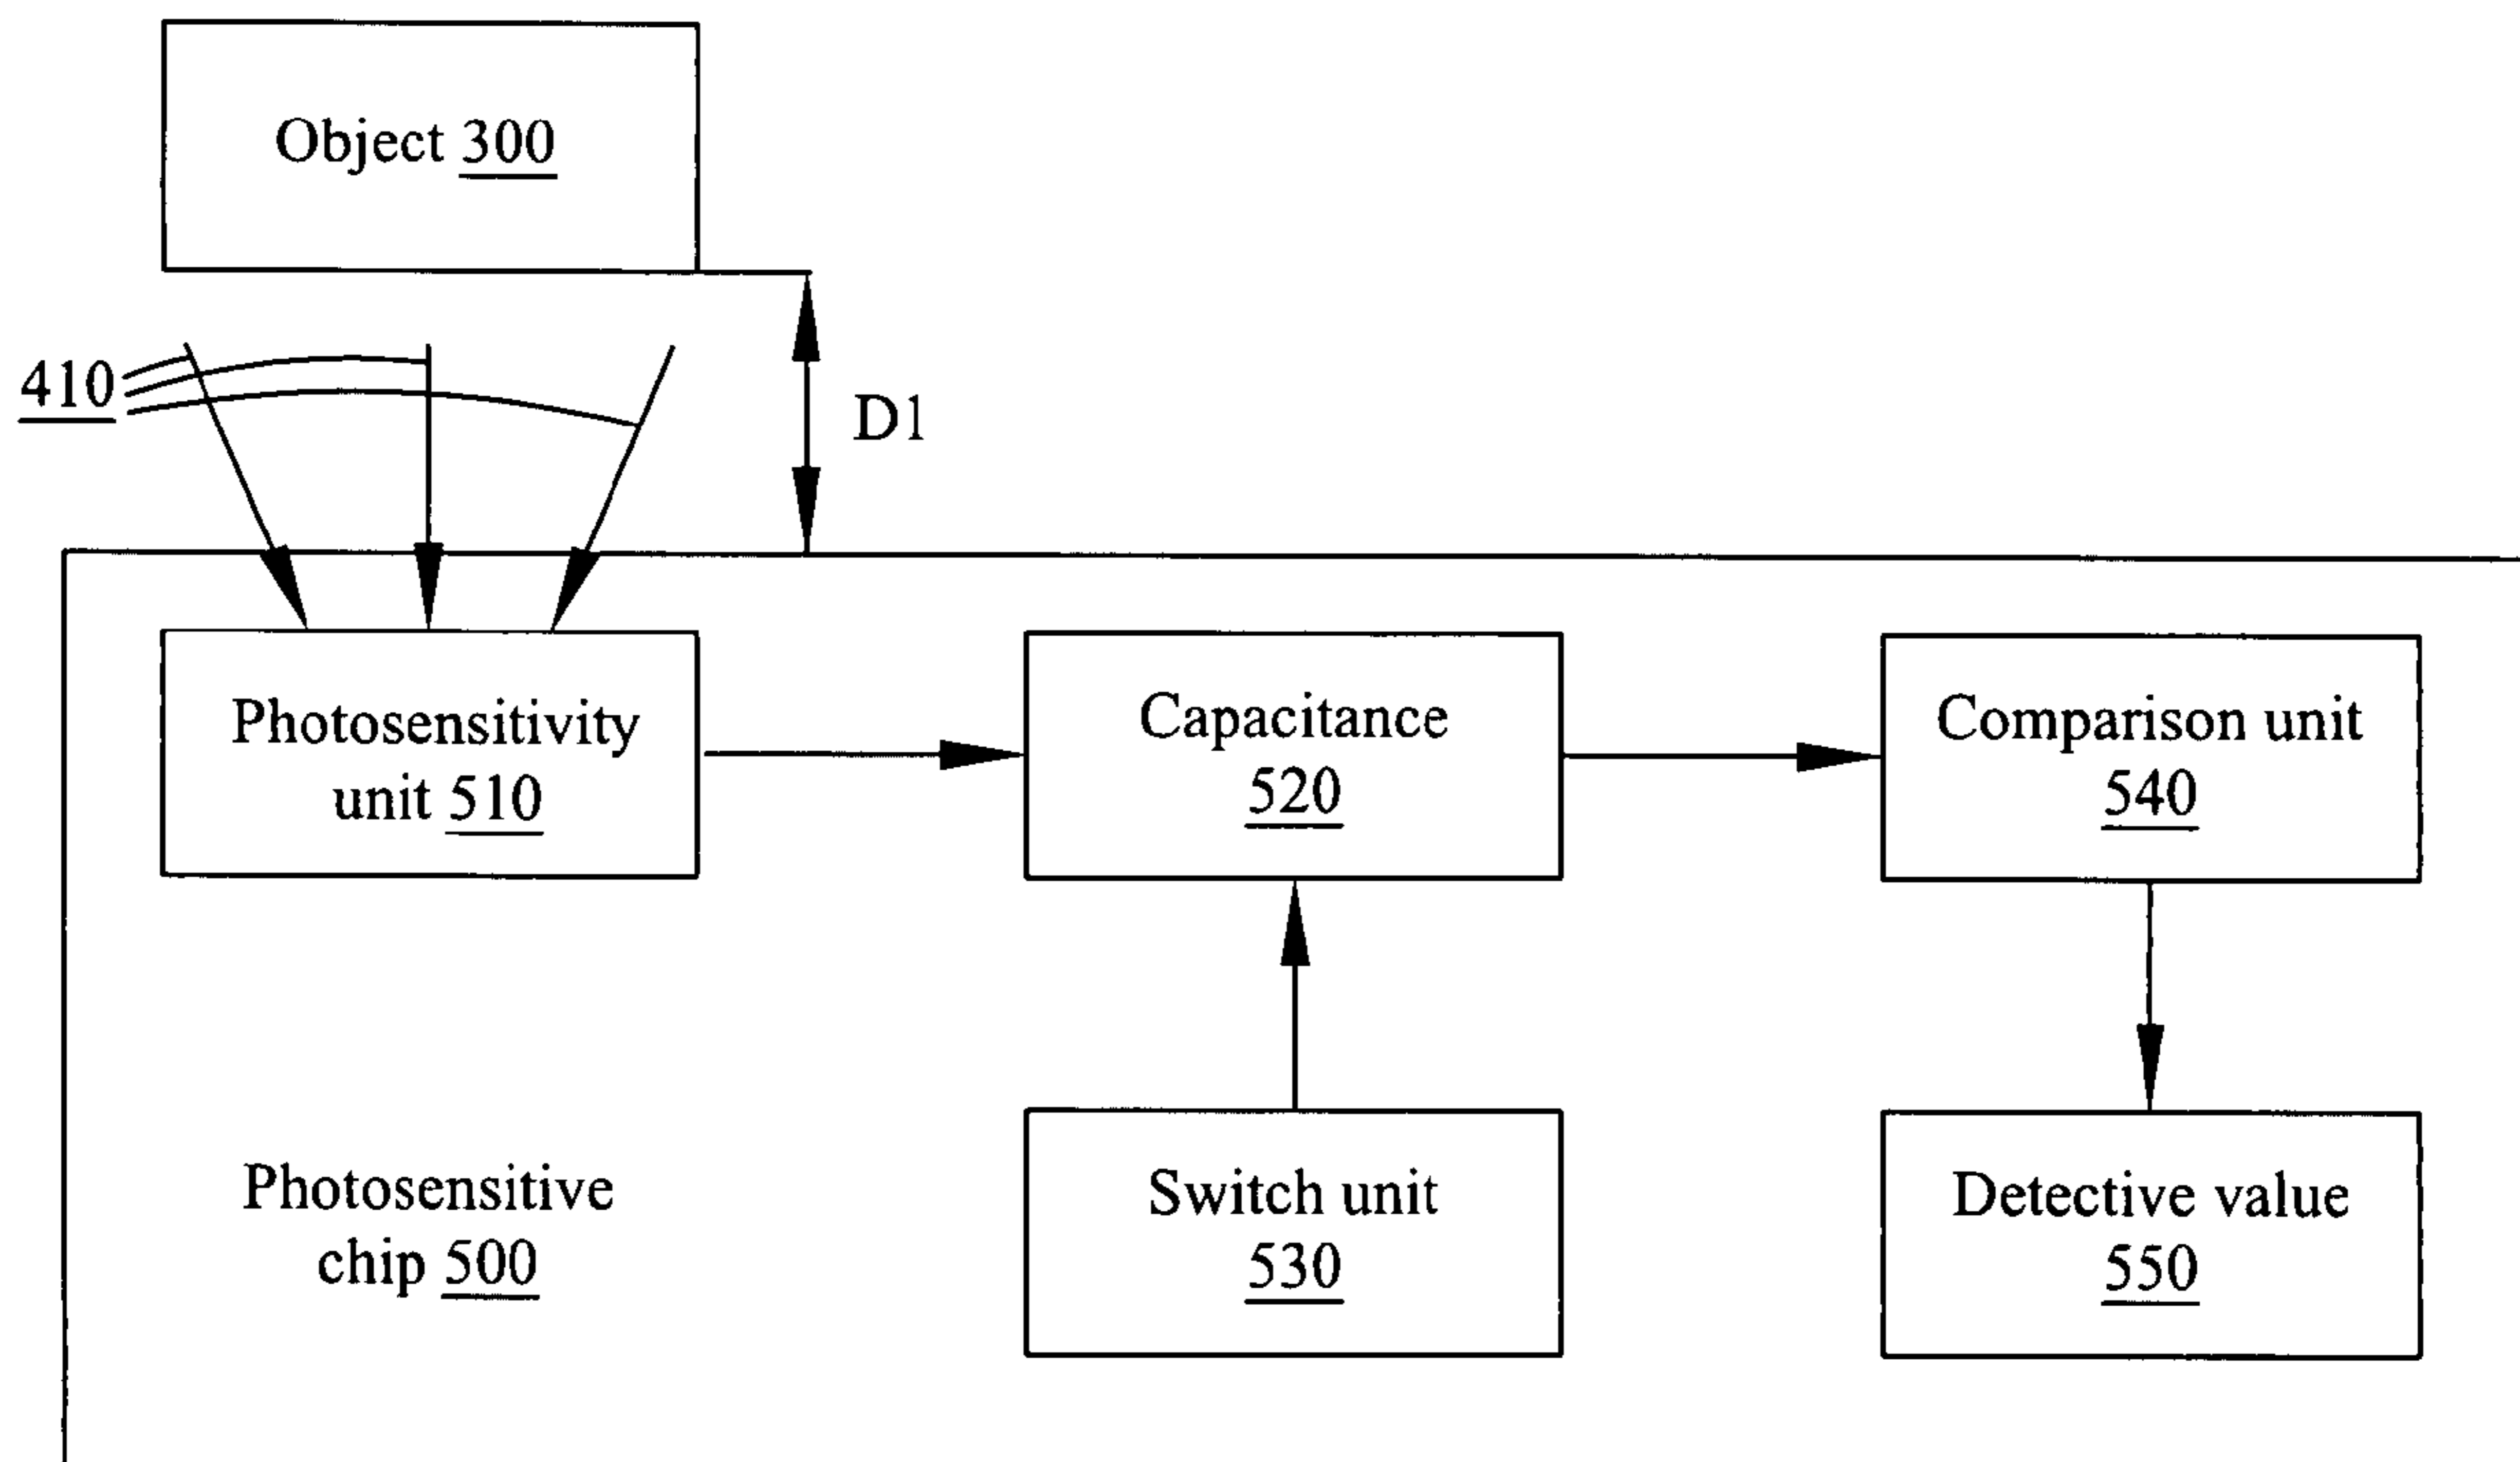 Object 300
410
D1
Photosensitivity
unit 510
Capacitance
520
Comparison unit
540
Photosensitive
chip 500
Switch unit
530
Detective value
550